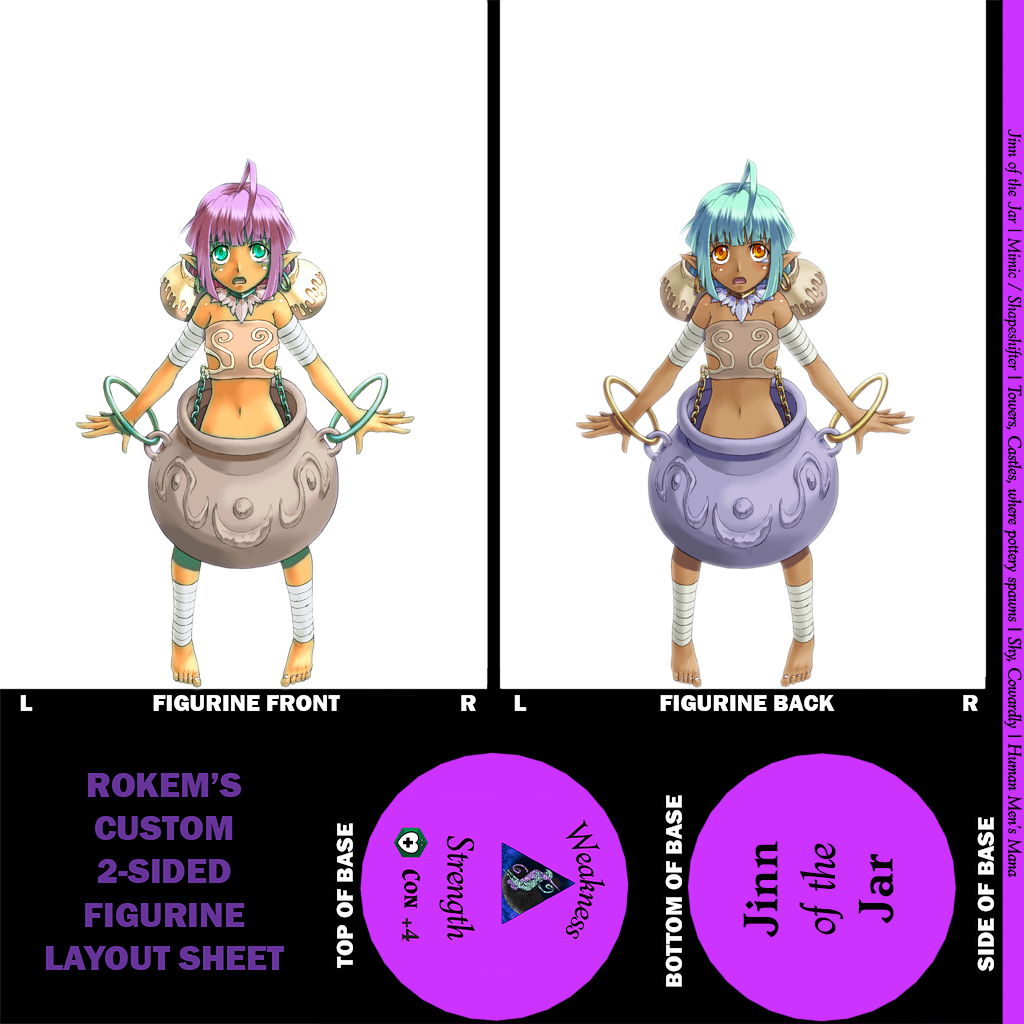 Jinn of the Jar | Mimic / Shapeshifter | Towers, Castles, where pottery spawns | Shy, Cowardly | Human Men's Mana
L FIGURINE FRONT R
L FIGURINE BACK R
ROKEM'S
CUSTOM
2-SIDED
FIGURINE
LAYOUT SHEET
TOP OF BASE
Weakness
Strength
CON +4
BOTTOM OF BASE
Jinn
of the
Jar
SIDE OF BASE